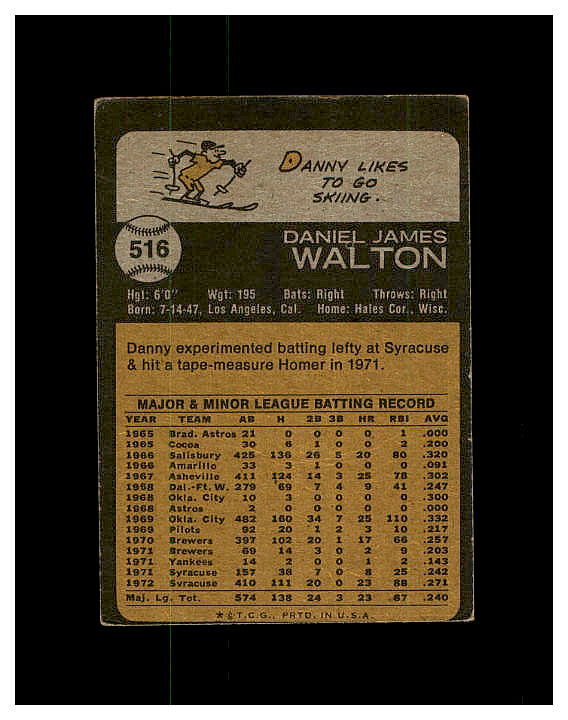 DANNY LIKES
TO GO
SKIING.
516
DANIEL JAMES
WALTON
Hgt: 6'0" Wgt: 195 Bats: Right Throws: Right
Born: 7-14-47, Los Angeles, Cal. Home: Hales Cor., Wisc.
Danny experimented batting lefty at Syracuse
& hit a tape-measure Homer in 1971.
MAJOR & MINOR LEAGUE BATTING RECORD
YEAR TEAM AB H 2B 3B HR RBI AVG
1965 Brad. Astros 21 0 0 0 0 1 .000
1965 Cocoa 30 6 1 0 0 2 .200
1966 Salisbury 425 136 26 5 20 80 .320
1966 Amarillo 33 3 1 0 0 0 .091
1967 Asheville 411 124 14 3 25 78 .302
1968 Dal.-Ft. W. 279 69 7 4 9 41 .247
1968 Okla. City 10 3 0 0 0 0 .300
1968 Astros 2 0 0 0 0 0 .000
1969 Okla. City 482 160 34 7 25 110 .332
1969 Pilots 92 20 1 2 3 10 .217
1970 Brewers 397 102 20 1 17 66 .257
1971 Brewers 69 14 3 0 2 9 .203
1971 Yankees 14 2 0 0 1 2 .143
1971 Syracuse 157 38 7 0 8 25 .242
1972 Syracuse 410 111 20 0 23 88 .271
Maj. Lg. Tot. 574 138 24 3 23 87 .240
★ © T.C.G., PRTD. IN U.S.A.